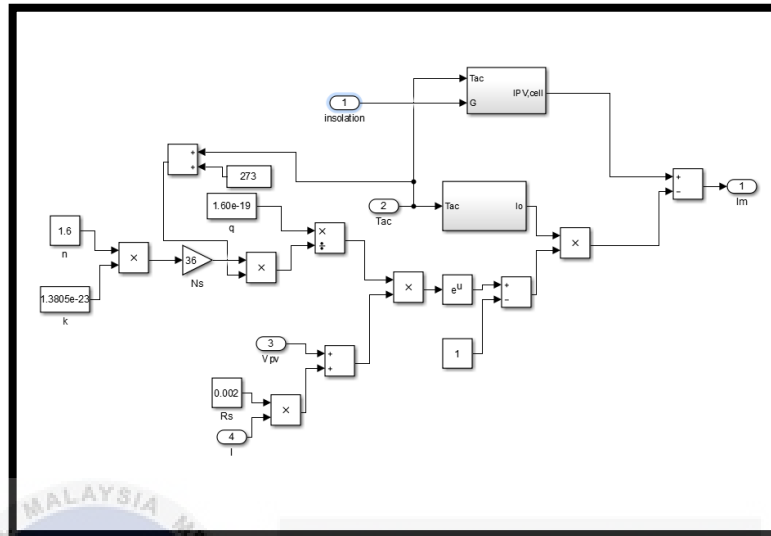 Tac
G
IPV,cell
1
insolation
+
+
273
1.60e-19
q
2
Tac
Tac
Io
+
−
1
Im
1.6
n
×
36
Ns
×
×
÷
×
1.3805e-23
k
×
e^u
+
−
3
Vpv
+
+
1
0.002
Rs
×
4
I
MALAYSIA